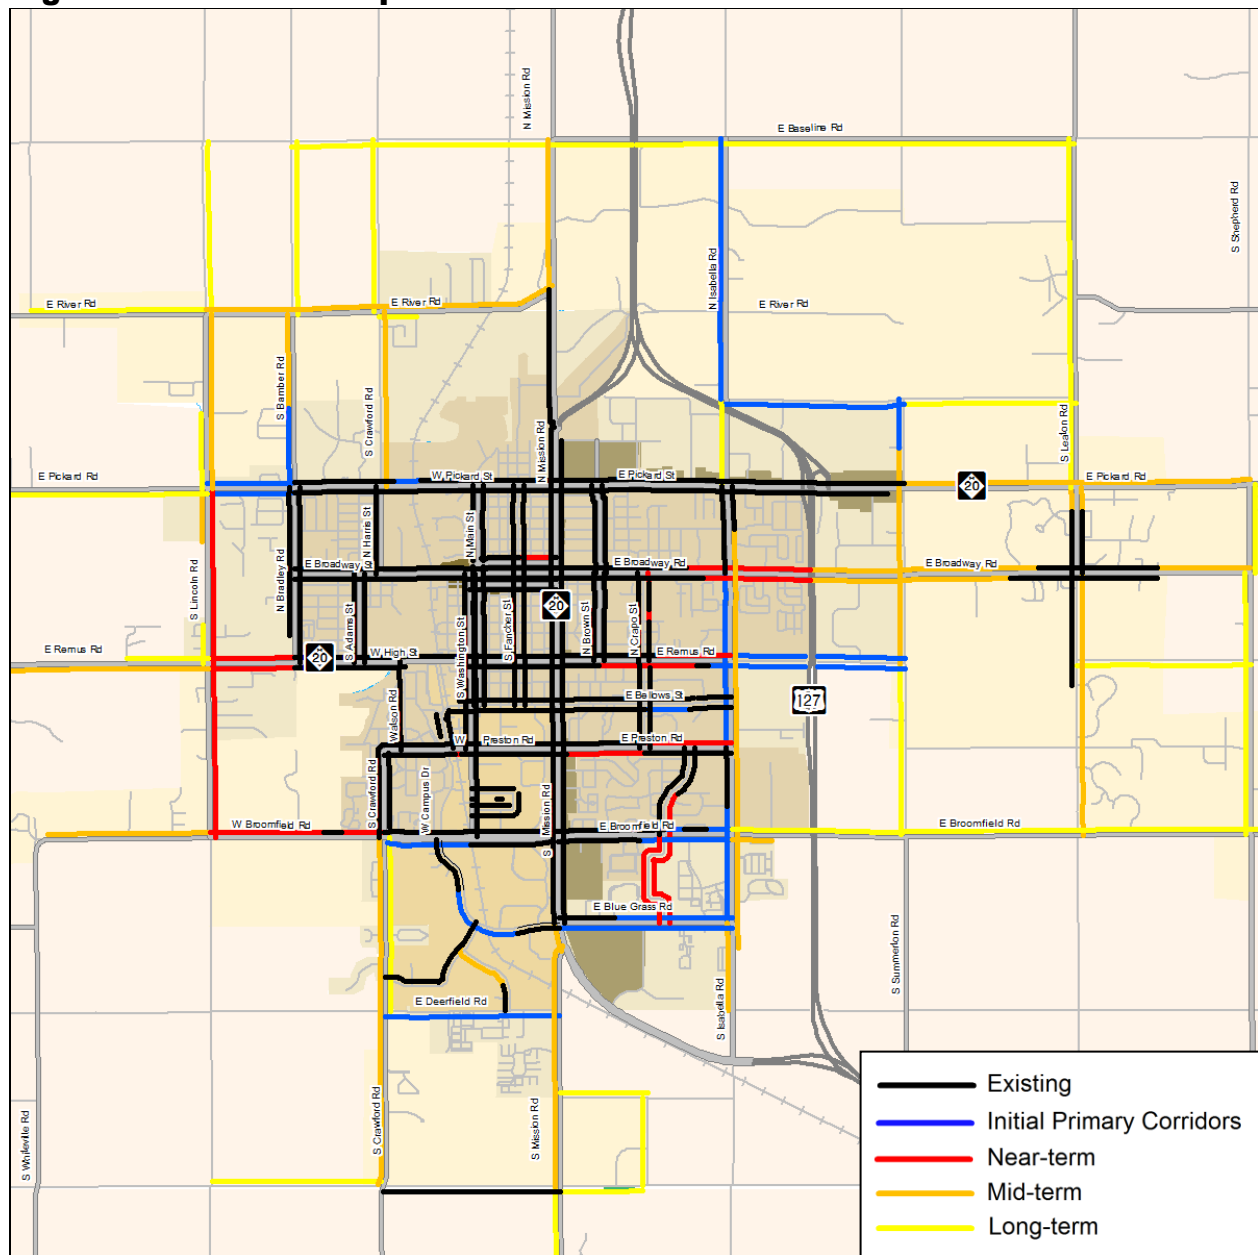 N Mission Rd
E Baseline Rd
S Shepherd Rd
N Isabella Rd
E River Rd
E River Rd
E River Rd
S Bamber Rd
S Crawford Rd
S Leaton Rd
N Mission Rd
E Pickard Rd
W Pickard St
E Pickard St
E Pickard Rd
20
N Harris St
N Main St
E Broadway St
E Broadway Rd
E Broadway Rd
S Lincoln Rd
N Bradley Rd
S Adams St
S Washington St
S Fancher St
20
N Brown St
N Crapo St
E Remus Rd
20
W High St
E Remus Rd
E Bellows St
127
Watson Rd
W
Preston Rd
E Preston Rd
S Crawford Rd
W Campus Dr
S Mission Rd
W Broomfield Rd
E Broomfield Rd
E Broomfield Rd
E Blue Grass Rd
S Summerton Rd
E Deerfield Rd
S Isabella Rd
S Whiteville Rd
S Crawford Rd
S Mission Rd
Existing
Initial Primary Corridors
Near-term
Mid-term
Long-term